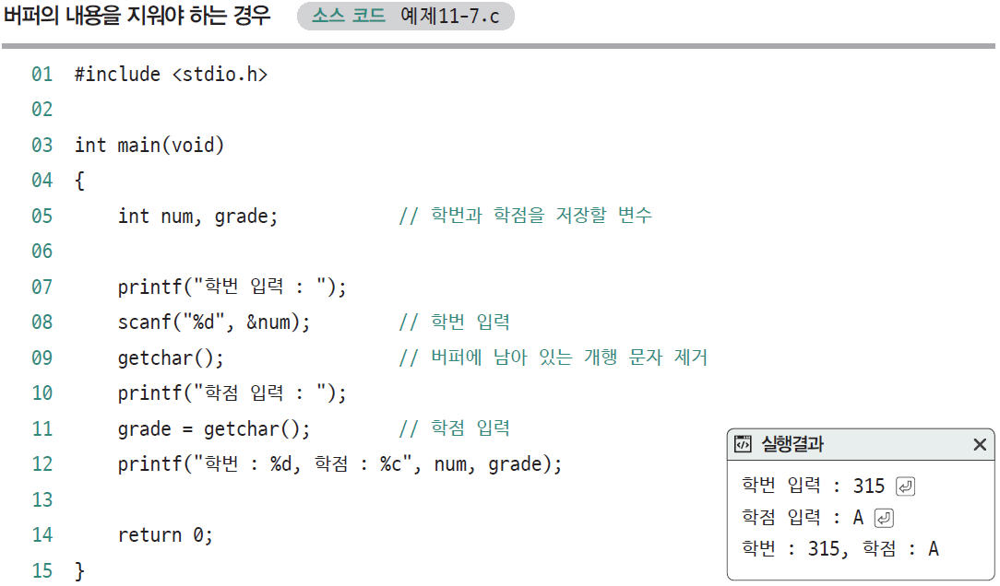 버퍼의 내용을 지워야 하는 경우 소스 코드 예제11-7.c
01 #include <stdio.h>
02
03 int main(void)
04 {
05     int num, grade;          // 학번과 학점을 저장할 변수
06
07     printf("학번 입력 : ");
08     scanf("%d", &num);       // 학번 입력
09     getchar();               // 버퍼에 남아 있는 개행 문자 제거
10     printf("학점 입력 : ");
11     grade = getchar();       // 학점 입력
12     printf("학번 : %d, 학점 : %c", num, grade);
13
14     return 0;
15 }
실행결과
학번 입력 : 315
학점 입력 : A
학번 : 315, 학점 : A